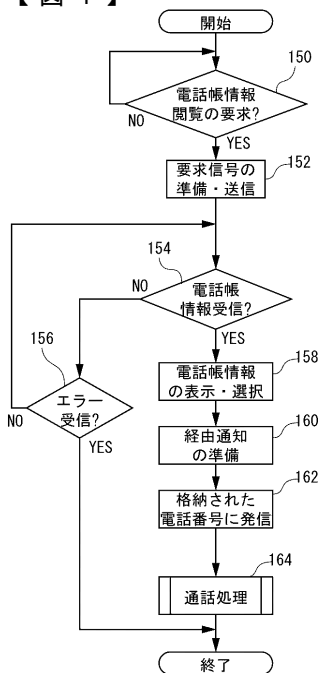 開始
150
電話帳情報
閲覧の要求?
NO
YES
要求信号の
準備・送信
152
154
電話帳
情報受信?
NO
YES
156
エラー
受信?
NO
YES
電話帳情報
の表示・選択
158
経由通知
の準備
160
格納された
電話番号に発信
162
通話処理
164
終了